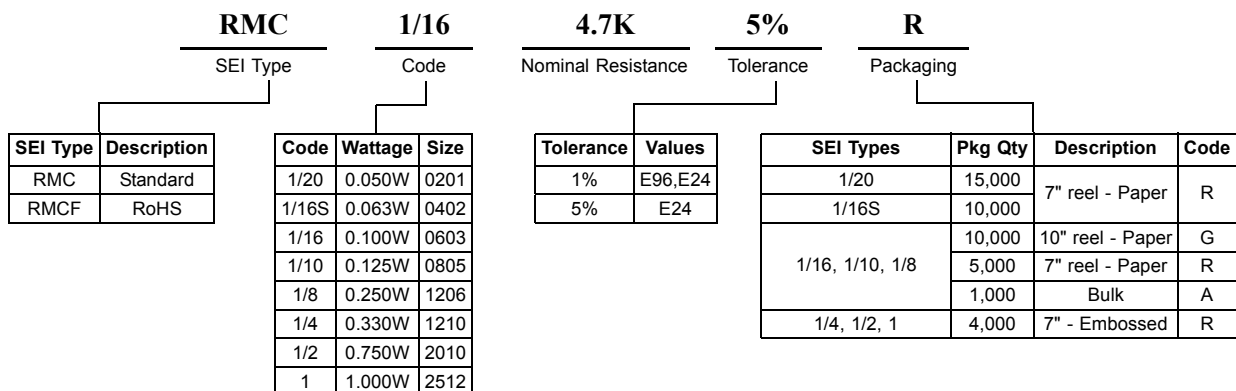 RMC 1/16 4.7K 5% R
SEI Type Code Nominal Resistance Tolerance Packaging
SEI Type Description
RMC Standard
RMCF RoHS
Code Wattage Size
1/20 0.050W 0201
1/16S 0.063W 0402
1/16 0.100W 0603
1/10 0.125W 0805
1/8 0.250W 1206
1/4 0.330W 1210
1/2 0.750W 2010
1 1.000W 2512
Tolerance Values
1% E96,E24
5% E24
SEI Types Pkg Qty Description Code
1/20 15,000 7" reel - Paper R
1/16S 10,000
1/16, 1/10, 1/8 10,000 10" reel - Paper G
5,000 7" reel - Paper R
1,000 Bulk A
1/4, 1/2, 1 4,000 7" - Embossed R